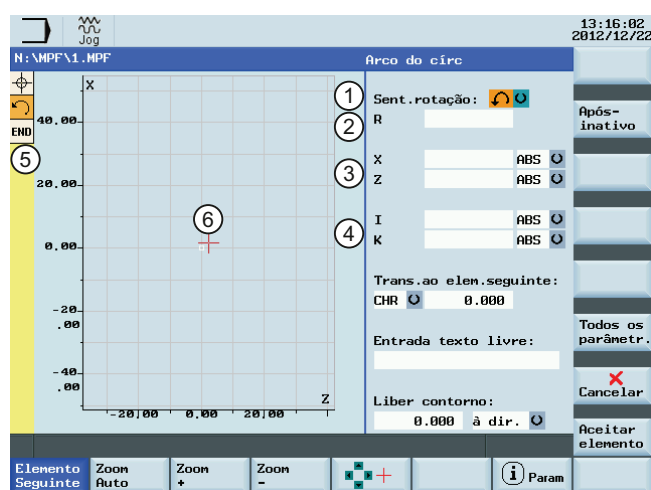 Jog
13:16:02
2012/12/22
N:\MPF\1.MPF
Arco do circ
X
40.00
20.00
0.00
-20
.00
-40
.00
-20.00 0.00 20.00
Z
END
5
6
1
Sent.rotação:
2
R
3
X ABS
Z ABS
4
I ABS
K ABS
Trans.ao elem.seguinte:
CHR 0.000
Entrada texto livre:
Liber contorno:
0.000 à dir.
Após-
inativo
Todos os
parâmetr.
Cancelar
Aceitar
elemento
Elemento
Seguinte
Zoom
Auto
Zoom
+
Zoom
-
i Param